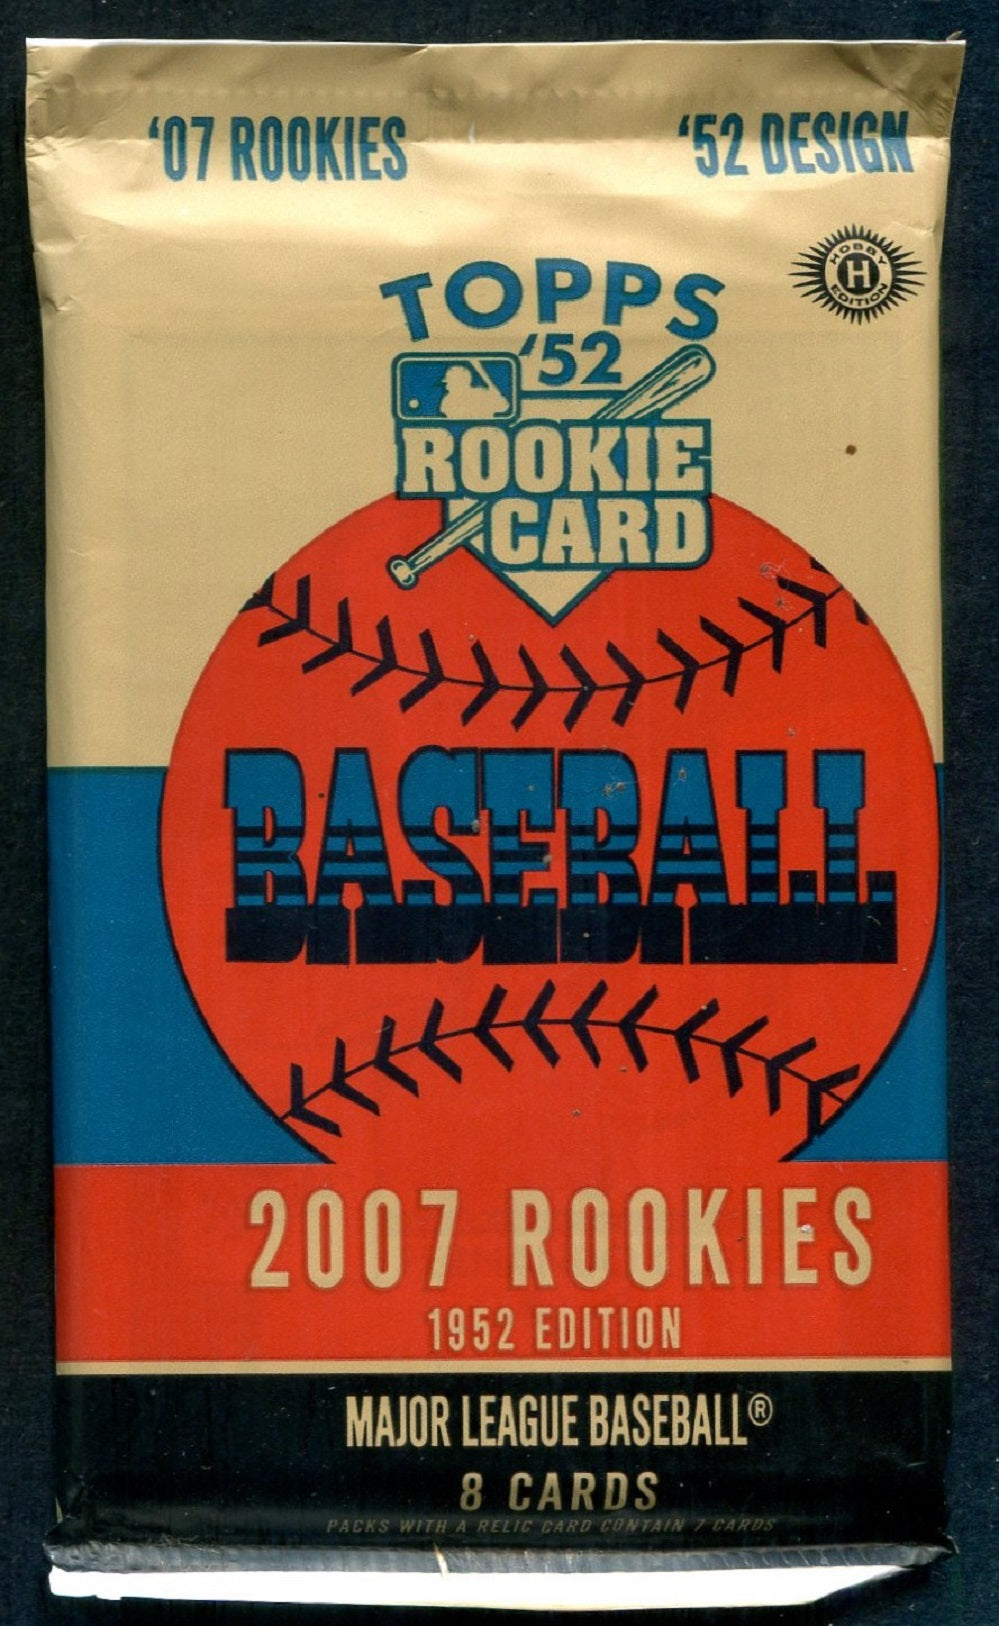 ‘07 ROOKIES
‘52 DESIGN
HOBBY
H
EDITION
TOPPS
‘52
ROOKIE
CARD
BASEBALL
2007 ROOKIES
1952 EDITION
MAJOR LEAGUE BASEBALL®
8 CARDS
PACKS WITH A RELIC CARD CONTAIN 7 CARDS